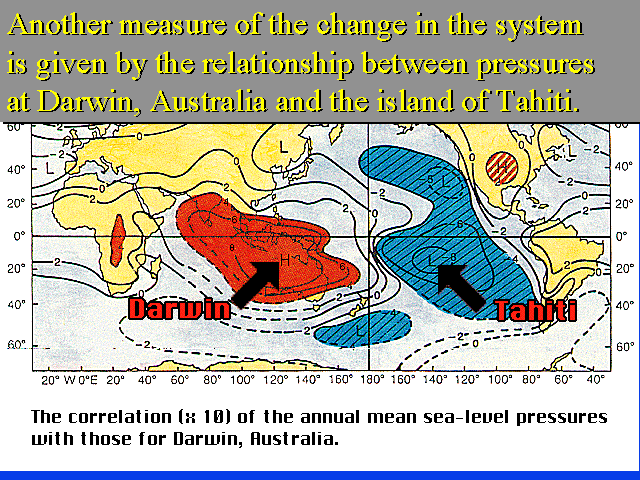 Another measure of the change in the system
is given by the relationship between pressures
at Darwin, Australia and the island of Tahiti.
60°
40°
20°
0°
20°
40°
60°
L
L
H
L
H
L
L
L
Darwin
Tahiti
40°
20°
0°
20°
40°
60°
20° W 0°E 20° 40° 60° 80° 100° 120° 140° 160° 180° 160° 140° 120° 100° 80° 60° 40°
The correlation (x 10) of the annual mean sea-level pressures
with those for Darwin, Australia.